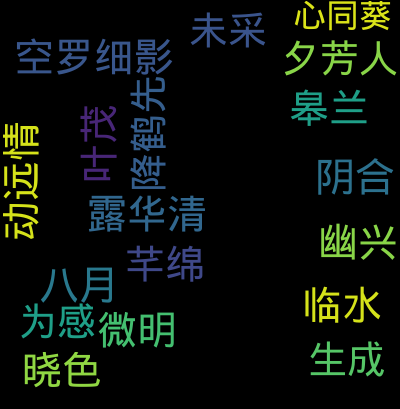 心同葵
未采
空罗细影
夕芳人
皋兰
叶茂
降鹤先
动远情
阴合
露华清
幽兴
芊绵
八月
临水
为感
微明
生成
晓色